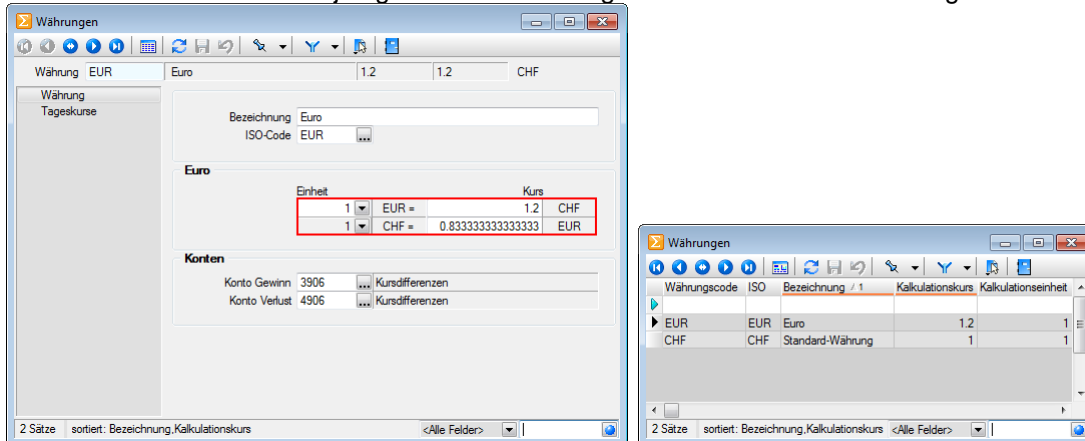 Währungen
Währung EUR Euro 1.2 1.2 CHF
Währung
Tageskurse
Bezeichnung Euro
ISO-Code EUR ...
Euro
Einheit Kurs
1 EUR = 1.2 CHF
1 CHF = 0.833333333333333 EUR
Konten
Konto Gewinn 3906 ... Kursdifferenzen
Konto Verlust 4906 ... Kursdifferenzen
2 Sätze sortiert: Bezeichnung,Kalkulationskurs <Alle Felder>
Währungen
Währungscode ISO Bezeichnung / 1 Kalkulationskurs Kalkulationseinheit
EUR EUR Euro 1.2 1
CHF CHF Standard-Währung 1 1
2 Sätze sortiert: Bezeichnung,Kalkulationskurs <Alle Felder>